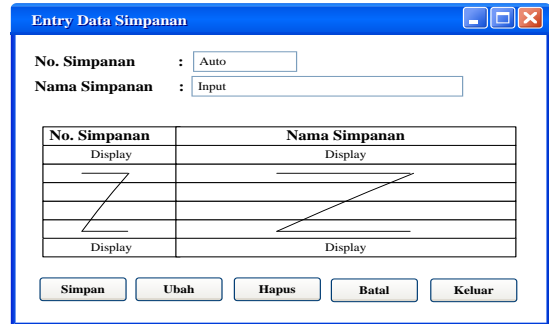 Entry Data Simpanan
No. Simpanan : Auto
Nama Simpanan : Input
No. Simpanan Nama Simpanan
Display Display
Display Display
Simpan Ubah Hapus Batal Keluar